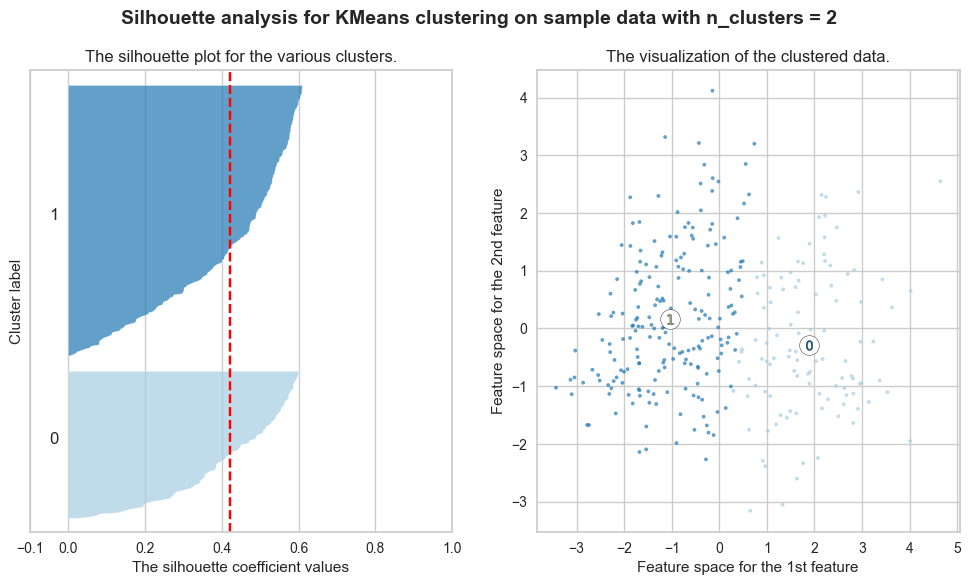 Silhouette analysis for KMeans clustering on sample data with n_clusters = 2
The silhouette plot for the various clusters.
Cluster label
1
0
−0.1 0.0 0.2 0.4 0.6 0.8 1.0
The silhouette coefficient values
The visualization of the clustered data.
Feature space for the 2nd feature
4
3
2
1
0
−1
−2
−3
1
0
−3 −2 −1 0 1 2 3 4 5
Feature space for the 1st feature